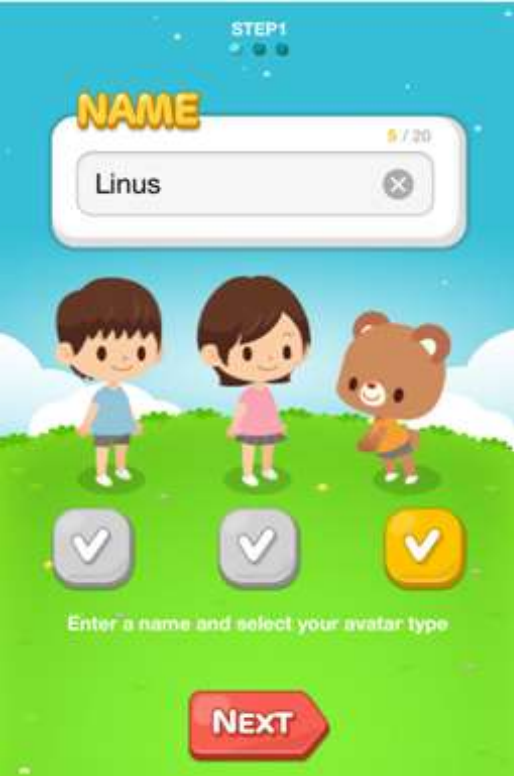 STEP1
NAME
5 / 20
Linus
Enter a name and select your avatar type
NEXT